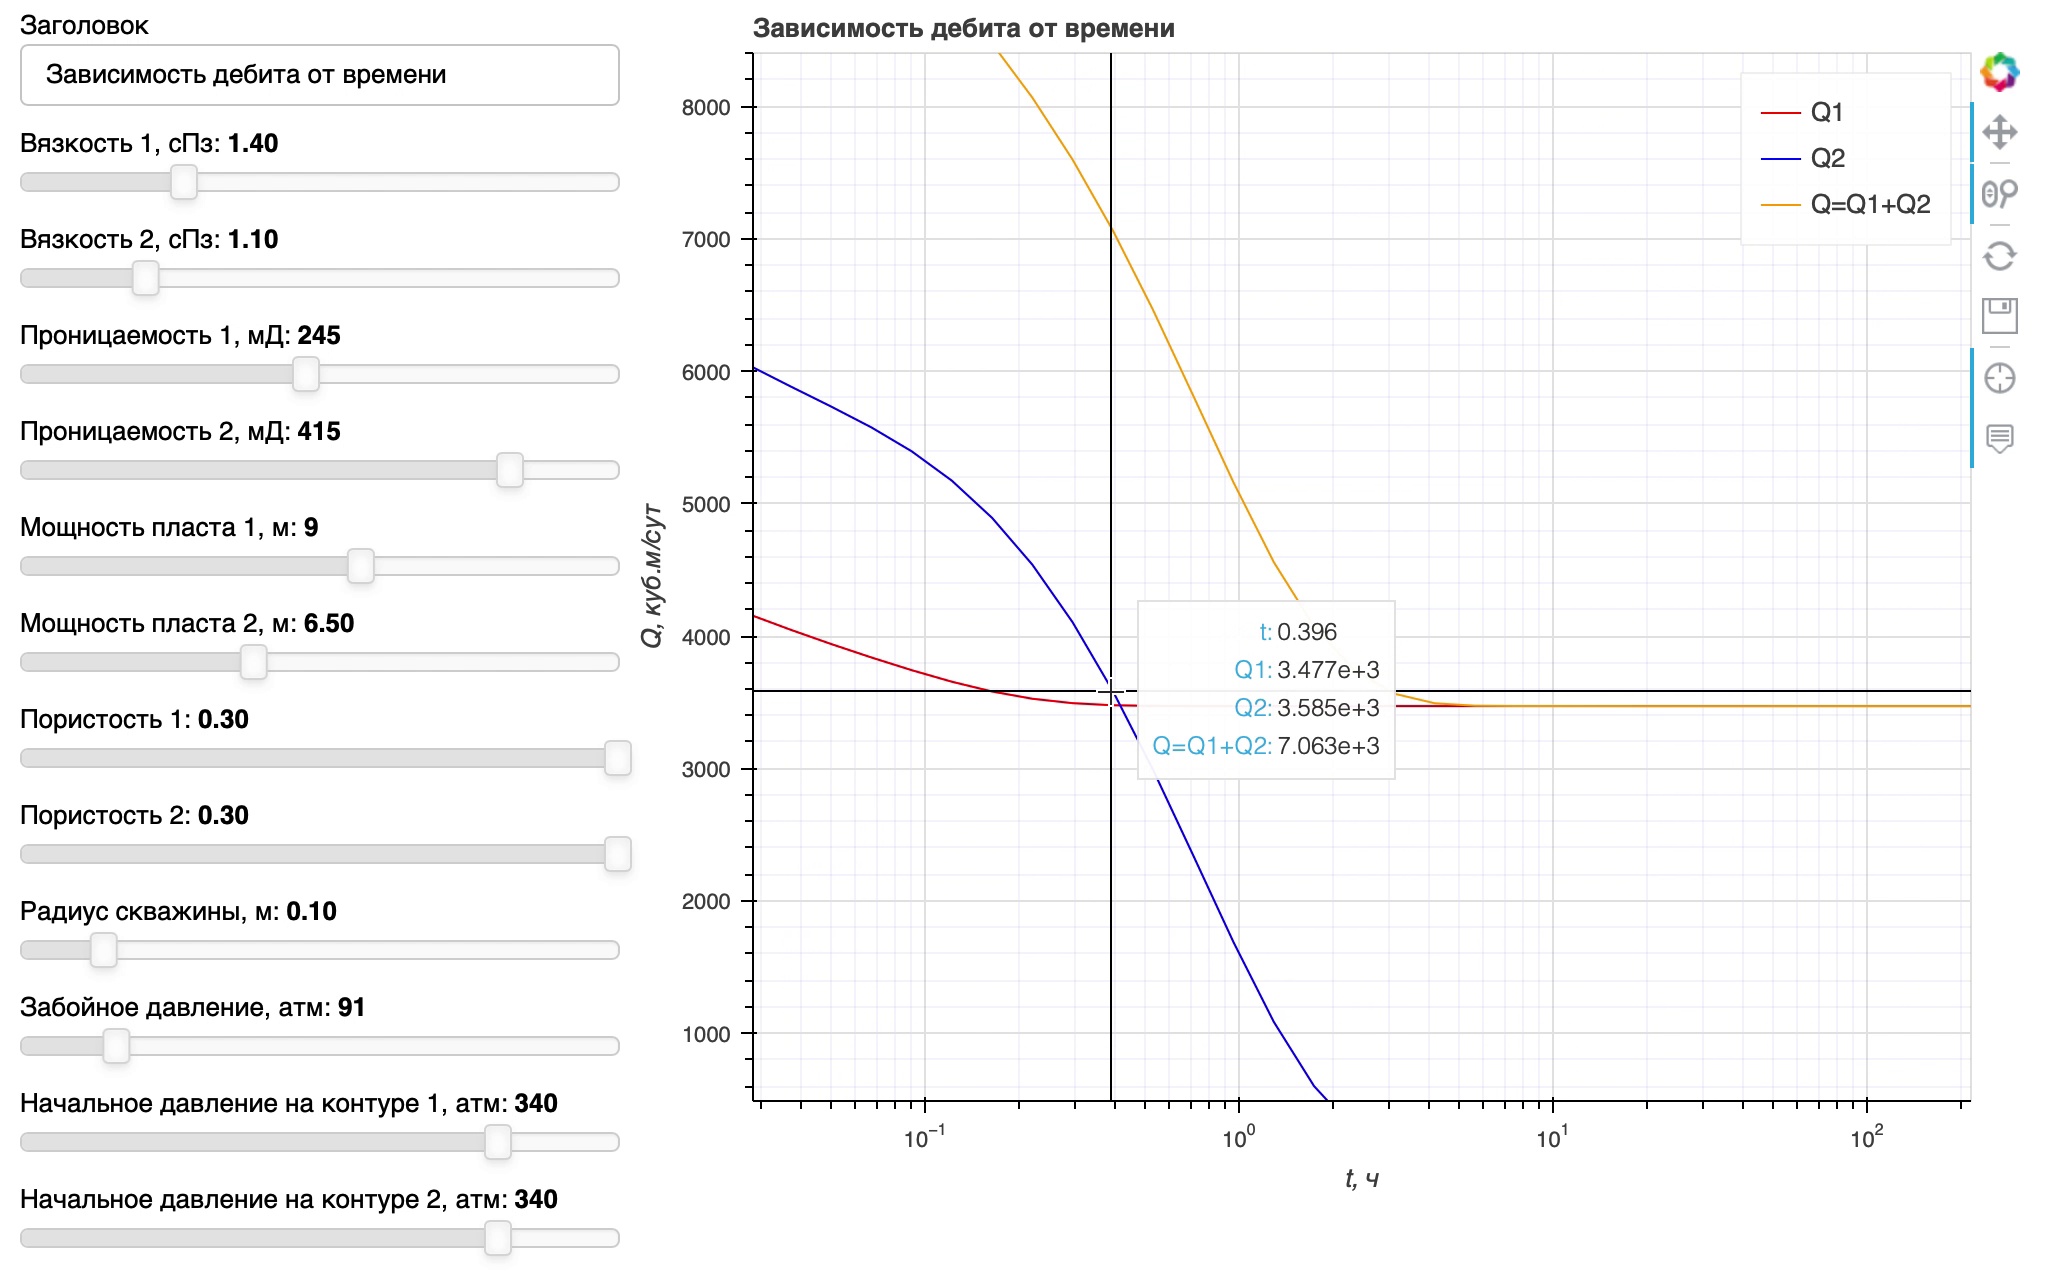 Заголовок
Зависимость дебита от времени
Вязкость 1, сПз: 1.40
Вязкость 2, сПз: 1.10
Проницаемость 1, мД: 245
Проницаемость 2, мД: 415
Мощность пласта 1, м: 9
Мощность пласта 2, м: 6.50
Пористость 1: 0.30
Пористость 2: 0.30
Радиус скважины, м: 0.10
Забойное давление, атм: 91
Начальное давление на контуре 1, атм: 340
Начальное давление на контуре 2, атм: 340
Зависимость дебита от времени
Q, куб.м/сут
8000
7000
6000
5000
4000
3000
2000
1000
Q1
Q2
Q=Q1+Q2
t: 0.396
Q1: 3.477e+3
Q2: 3.585e+3
Q=Q1+Q2: 7.063e+3
10⁻¹
10⁰
10¹
10²
t, ч